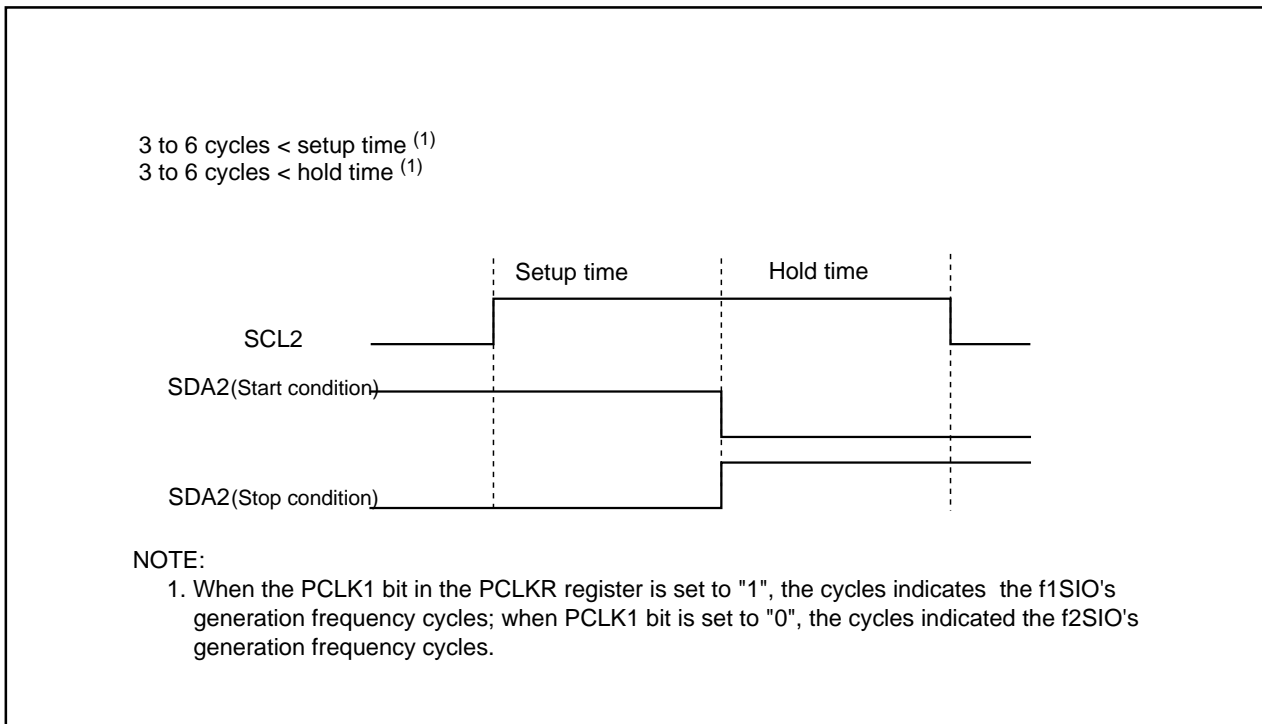 3 to 6 cycles < setup time (1)
3 to 6 cycles < hold time (1)
Setup time
Hold time
SCL2
SDA2(Start condition)
SDA2(Stop condition)
NOTE:
1. When the PCLK1 bit in the PCLKR register is set to "1", the cycles indicates the f1SIO's
generation frequency cycles; when PCLK1 bit is set to "0", the cycles indicated the f2SIO's
generation frequency cycles.